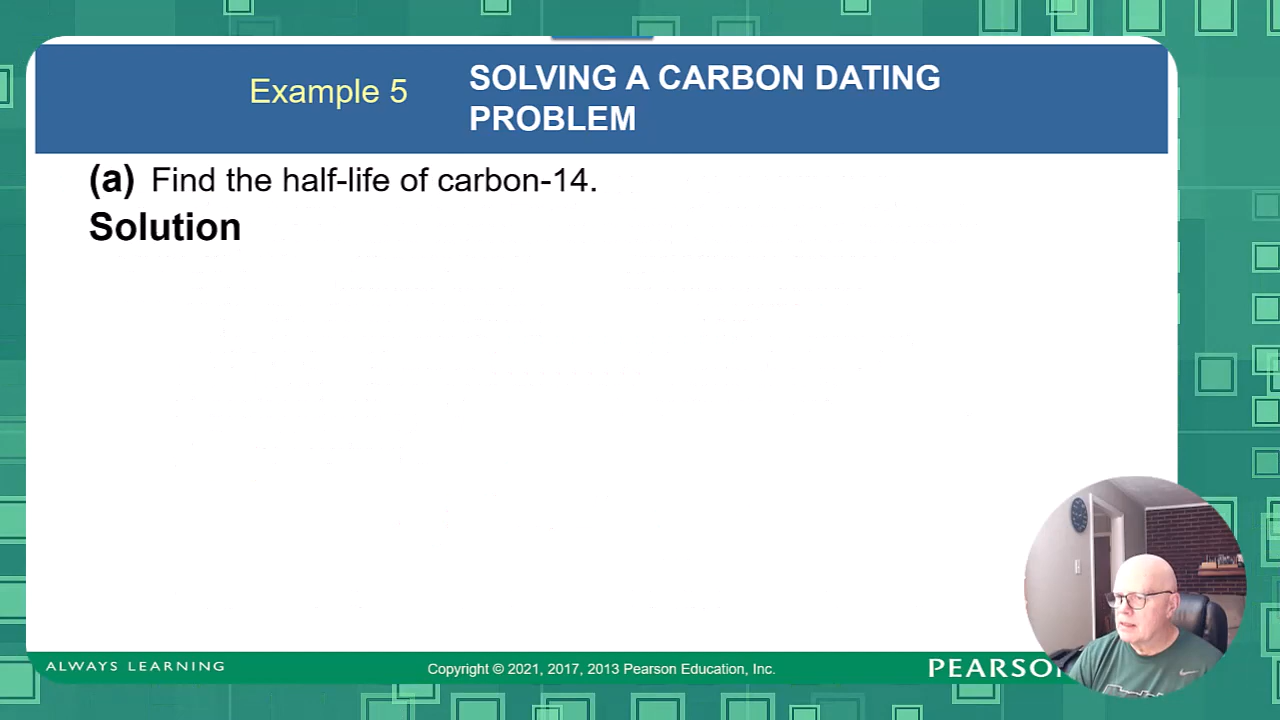 Example 5
SOLVING A CARBON DATING
PROBLEM
(a) Find the half-life of carbon-14.
Solution
ALWAYS LEARNING
Copyright © 2021, 2017, 2013 Pearson Education, Inc.
PEARSON